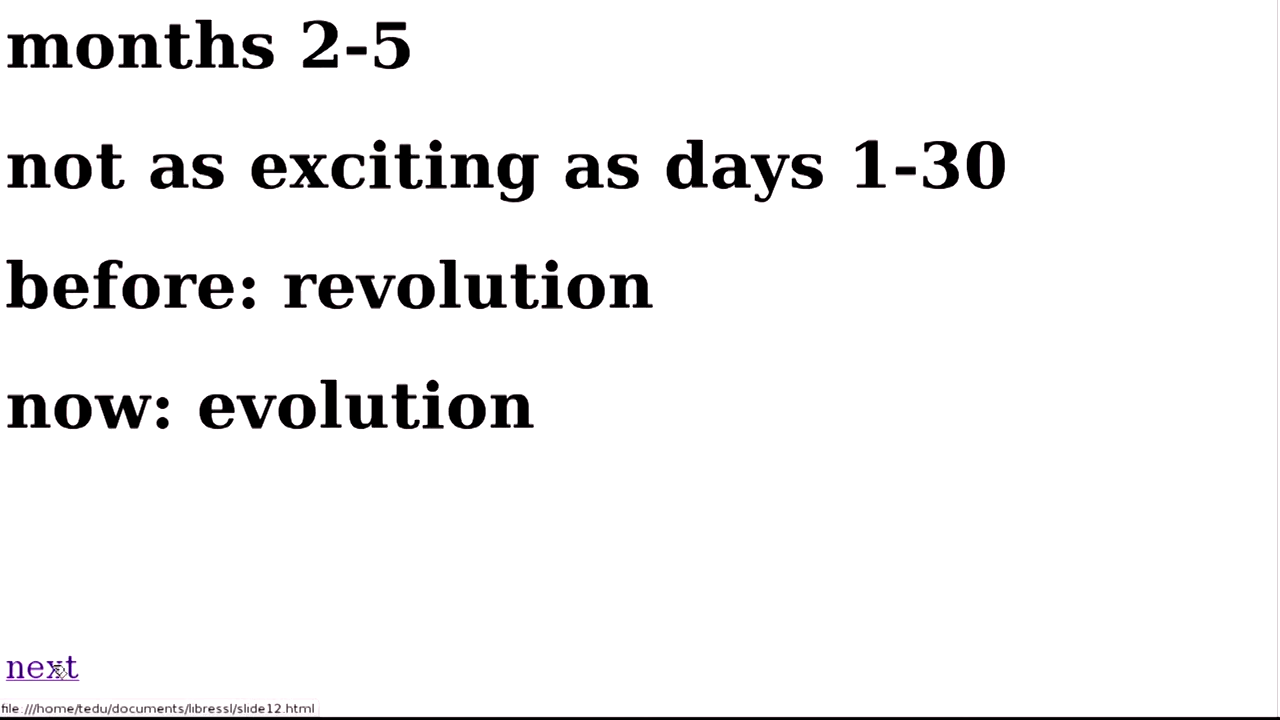 months 2-5
not as exciting as days 1-30
before: revolution
now: evolution
next
file:///home/tedu/documents/libressl/slide12.html